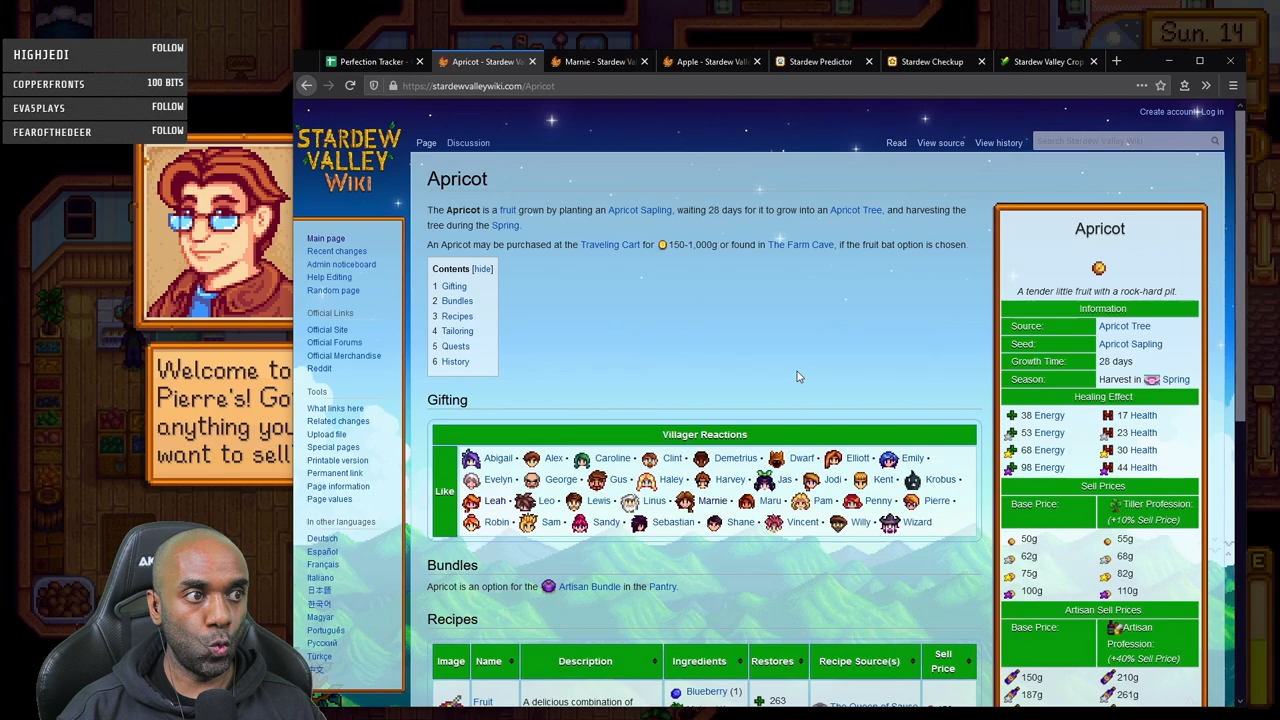 HIGHJEDI FOLLOW
COPPERFRONTS 100 BITS
EVASPLAYS FOLLOW
FEAROFTHEDEER FOLLOW
Sun. 14
Welcome to
Pierre's! Go
anything you
want to sell
E
Perfection Tracker -
Apricot - Stardew Va
Marnie - Stardew Val
Apple - Stardew Valle
Stardew Predictor
Stardew Checkup
Stardew Valley Crop
https://stardewvalleywiki.com/Apricot
Create account Log in
STARDEW
VALLEY
WIKI
Page Discussion Read View source View history Search Stardew Valley Wiki
Main page
Recent changes
Admin noticeboard
Help Editing
Random page
Official Links
Official Site
Official Forums
Official Merchandise
Reddit
Tools
What links here
Related changes
Upload file
Special pages
Printable version
Permanent link
Page information
Page values
In other languages
Deutsch
Español
Français
Italiano
日本語
한국어
Magyar
Português
Русский
Türkçe
中文
Apricot
The Apricot is a fruit grown by planting an Apricot Sapling, waiting 28 days for it to grow into an Apricot Tree, and harvesting the
tree during the Spring.
An Apricot may be purchased at the Traveling Cart for 150-1,000g or found in The Farm Cave, if the fruit bat option is chosen.
Contents [hide]
1 Gifting
2 Bundles
3 Recipes
4 Tailoring
5 Quests
6 History
Gifting
Villager Reactions
Like
Abigail • Alex • Caroline • Clint • Demetrius • Dwarf • Elliott • Emily •
Evelyn • George • Gus • Haley • Harvey • Jas • Jodi • Kent • Krobus •
Leah • Leo • Lewis • Linus • Marnie • Maru • Pam • Penny • Pierre •
Robin • Sam • Sandy • Sebastian • Shane • Vincent • Willy • Wizard
Bundles
Apricot is an option for the Artisan Bundle in the Pantry.
Recipes
Image Name Description Ingredients Restores Recipe Source(s) Sell Price
Fruit A delicious combination of Blueberry (1) 263 The Queen of Sauce
Apricot
A tender little fruit with a rock-hard pit.
Information
Source: Apricot Tree
Seed: Apricot Sapling
Growth Time: 28 days
Season: Harvest in Spring
Healing Effect
38 Energy 17 Health
53 Energy 23 Health
68 Energy 30 Health
98 Energy 44 Health
Sell Prices
Base Price: Tiller Profession:
(+10% Sell Price)
50g 55g
62g 68g
75g 82g
100g 110g
Artisan Sell Prices
Base Price: Artisan
Profession:
(+40% Sell Price)
150g 210g
187g 261g